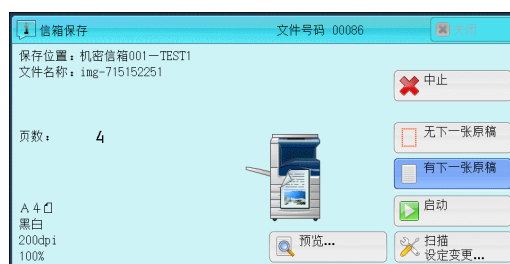 信箱保存
文件号码 00086
关闭
保存位置：机密信箱001－TEST1
文件名称：img-715152251
中止
页数： 4
无下一张原稿
有下一张原稿
A4
启动
黑白
200dpi
100%
预览...
扫描
设定变更...